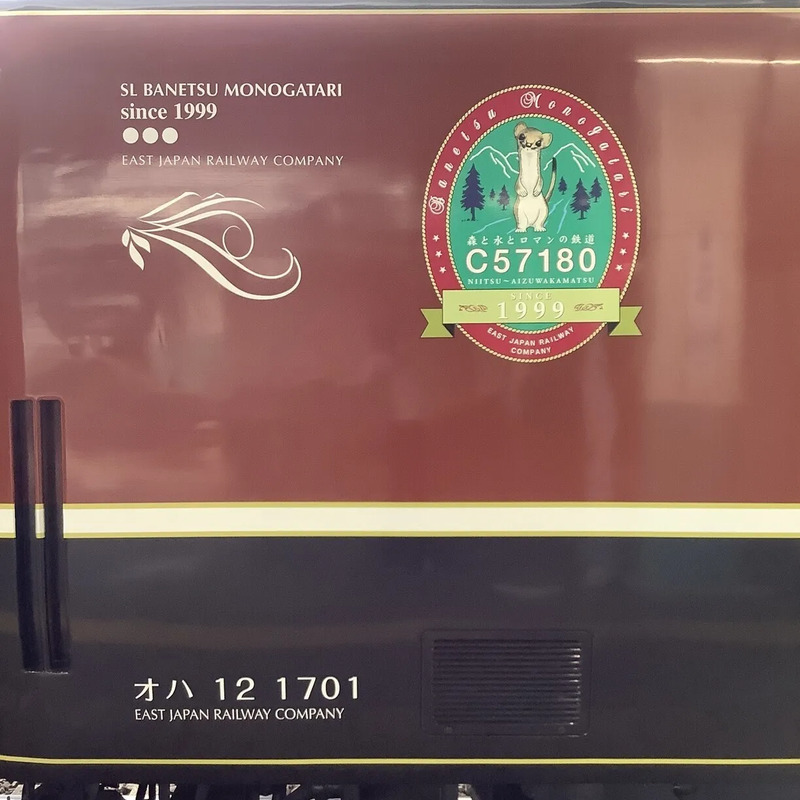 SL BANETSU MONOGATARI
since 1999
EAST JAPAN RAILWAY COMPANY
Banetsu Monogatari
森と水とロマンの鉄道
C57180
NIITSU~AIZUWAKAMATSU
SINCE
1999
EAST JAPAN RAILWAY
COMPANY
オハ 12 1701
EAST JAPAN RAILWAY COMPANY